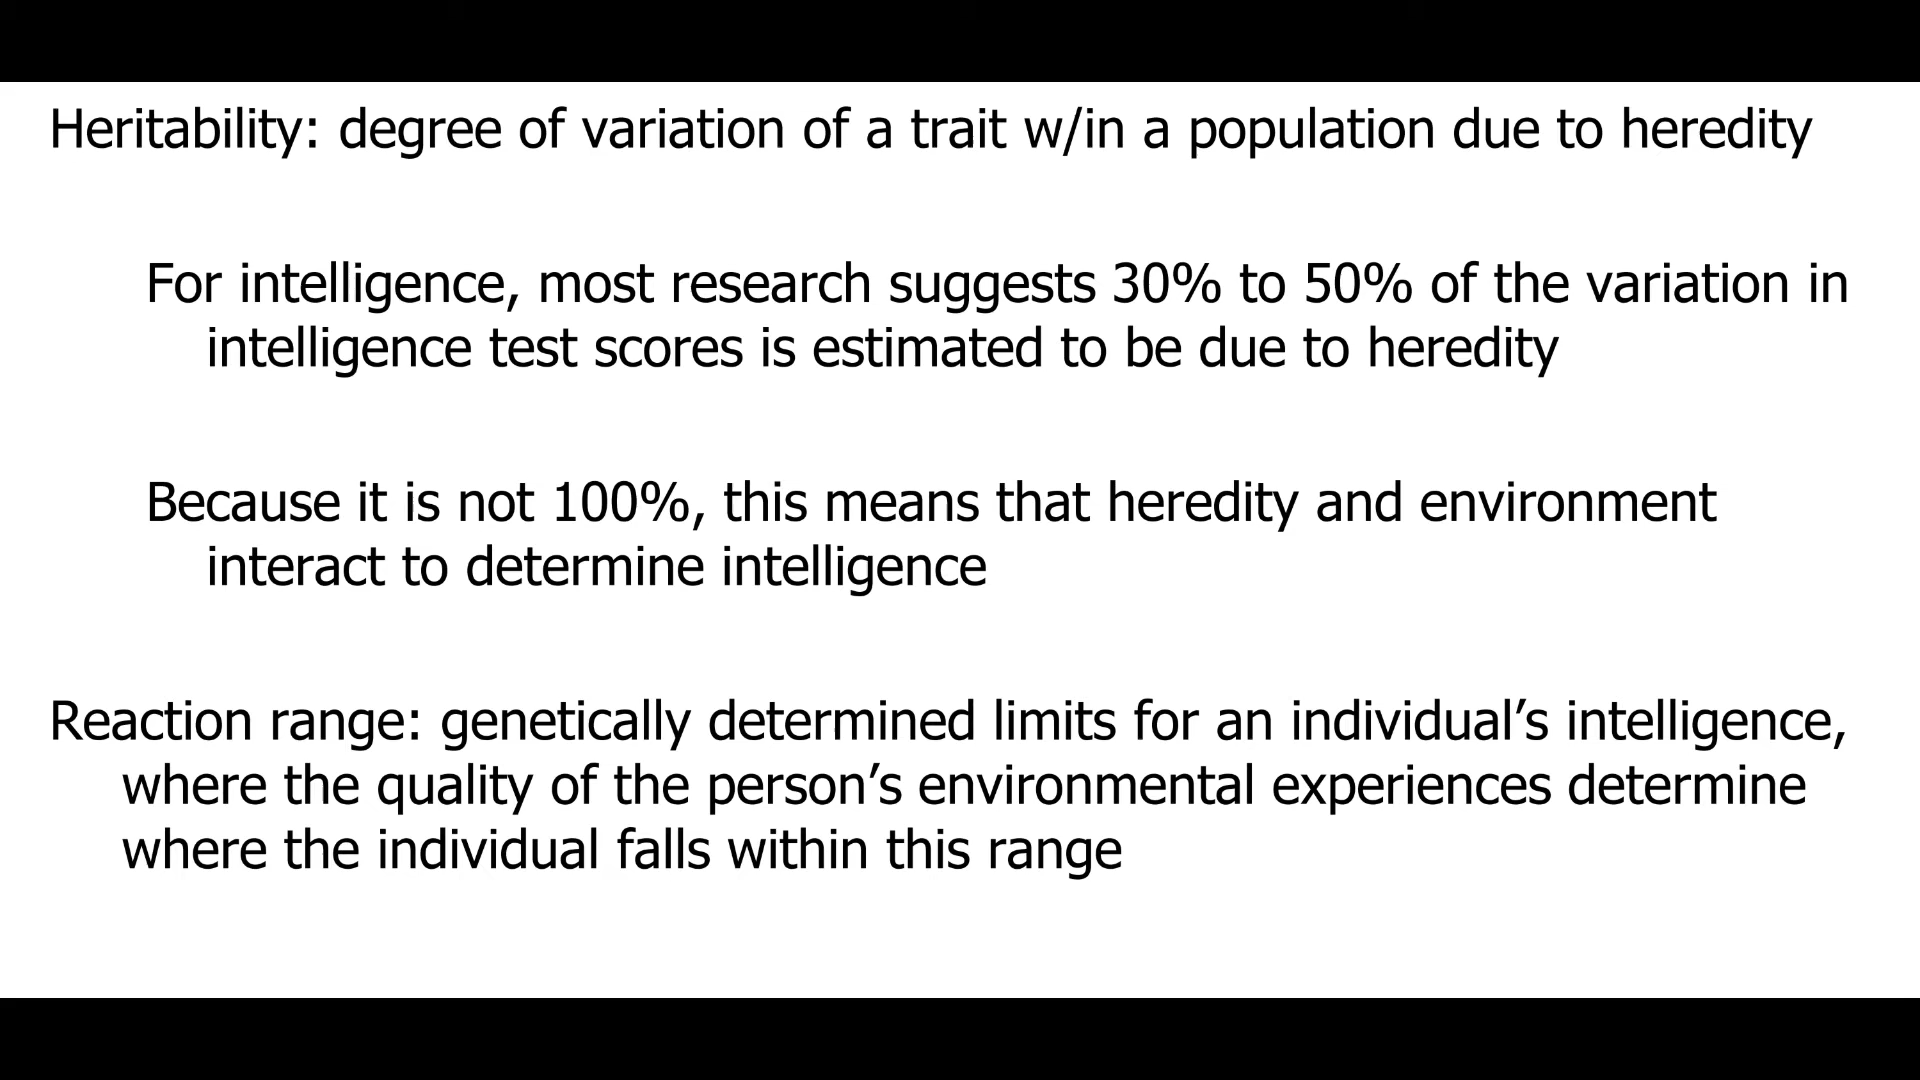 Heritability: degree of variation of a trait w/in a population due to heredity
For intelligence, most research suggests 30% to 50% of the variation in
intelligence test scores is estimated to be due to heredity
Because it is not 100%, this means that heredity and environment
interact to determine intelligence
Reaction range: genetically determined limits for an individual’s intelligence,
where the quality of the person’s environmental experiences determine
where the individual falls within this range